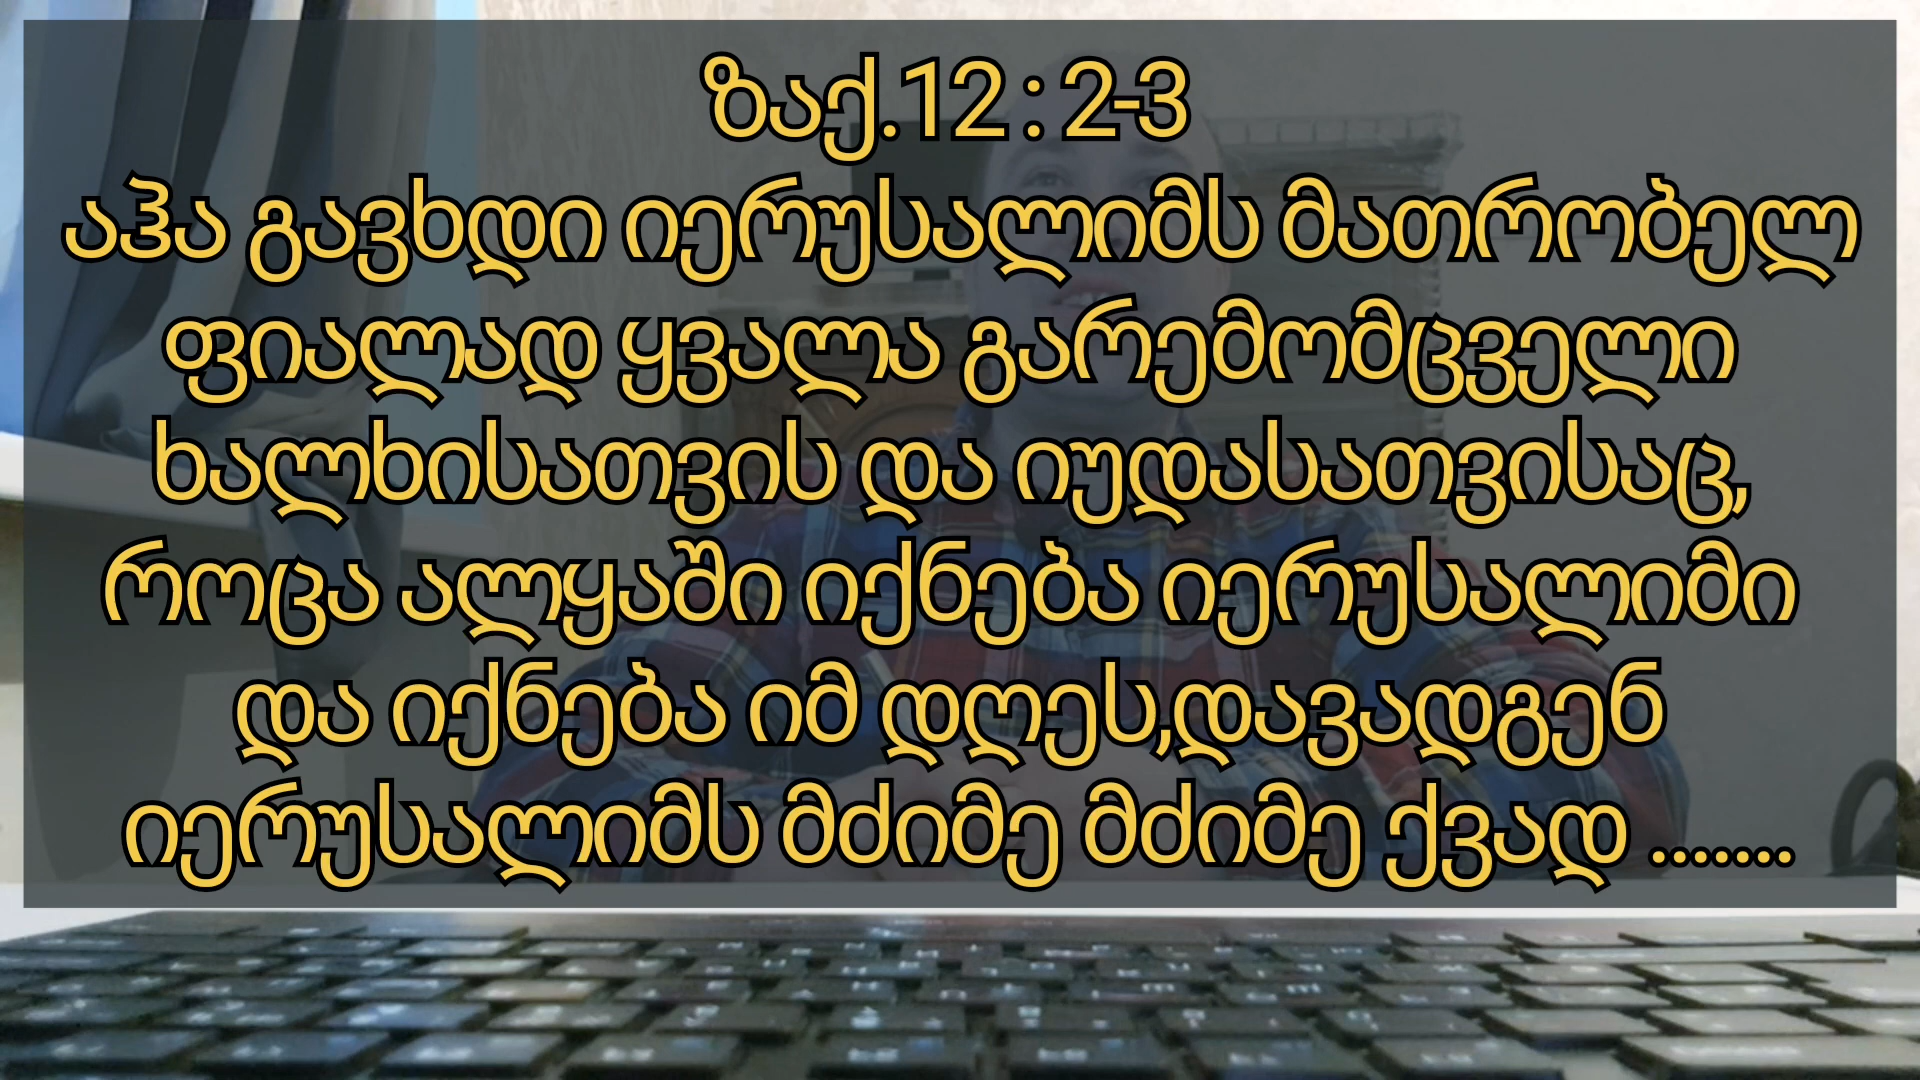 ზაქ.12 : 2-3
აჰა გავხდი იერუსალიმს მათრობელ
ფიალად ყვალა გარემომცველი
ხალხისათვის და იუდასათვისაც,
როცა ალყაში იქნება იერუსალიმი
და იქნება იმ დღეს,დავადგენ
იერუსალიმს მძიმე მძიმე ქვად .......